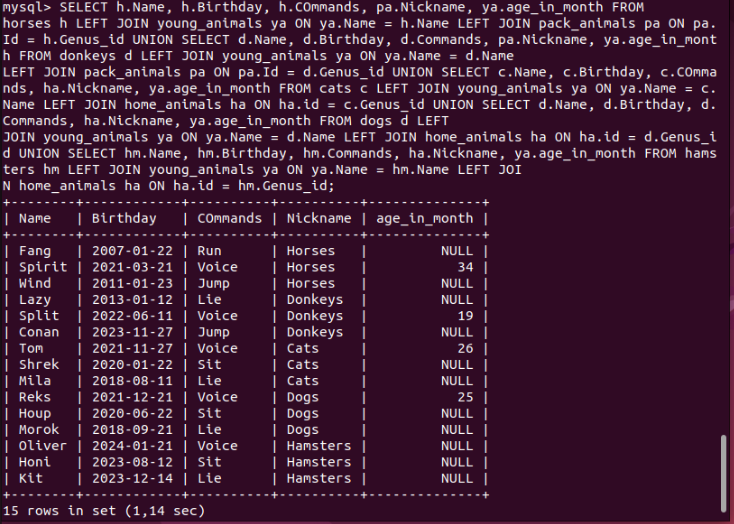 mysql> SELECT h.Name, h.Birthday, h.COmmands, pa.Nickname, ya.age_in_month FROM
horses h LEFT JOIN young_animals ya ON ya.Name = h.Name LEFT JOIN pack_animals pa ON pa.
Id = h.Genus_id UNION SELECT d.Name, d.Birthday, d.Commands, pa.Nickname, ya.age_in_mont
h FROM donkeys d LEFT JOIN young_animals ya ON ya.Name = d.Name
LEFT JOIN pack_animals pa ON pa.Id = d.Genus_id UNION SELECT c.Name, c.Birthday, c.COmma
nds, ha.Nickname, ya.age_in_month FROM cats c LEFT JOIN young_animals ya ON ya.Name = c.
Name LEFT JOIN home_animals ha ON ha.id = c.Genus_id UNION SELECT d.Name, d.Birthday, d.
Commands, ha.Nickname, ya.age_in_month FROM dogs d LEFT
JOIN young_animals ya ON ya.Name = d.Name LEFT JOIN home_animals ha ON ha.id = d.Genus_i
d UNION SELECT hm.Name, hm.Birthday, hm.Commands, ha.Nickname, ya.age_in_month FROM hams
ters hm LEFT JOIN young_animals ya ON ya.Name = hm.Name LEFT JOI
N home_animals ha ON ha.id = hm.Genus_id;
+--------+------------+----------+----------+--------------+
| Name   | Birthday   | COmmands | Nickname | age_in_month |
+--------+------------+----------+----------+--------------+
| Fang   | 2007-01-22 | Run      | Horses   |         NULL |
| Spirit | 2021-03-21 | Voice    | Horses   |           34 |
| Wind   | 2011-01-23 | Jump     | Horses   |         NULL |
| Lazy   | 2013-01-12 | Lie      | Donkeys  |         NULL |
| Split  | 2022-06-11 | Voice    | Donkeys  |           19 |
| Conan  | 2023-11-27 | Jump     | Donkeys  |         NULL |
| Tom    | 2021-11-27 | Voice    | Cats     |           26 |
| Shrek  | 2020-01-22 | Sit      | Cats     |         NULL |
| Mila   | 2018-08-11 | Lie      | Cats     |         NULL |
| Reks   | 2021-12-21 | Voice    | Dogs     |           25 |
| Houp   | 2020-06-22 | Sit      | Dogs     |         NULL |
| Morok  | 2018-09-21 | Lie      | Dogs     |         NULL |
| Oliver | 2024-01-21 | Voice    | Hamsters |         NULL |
| Honi   | 2023-08-12 | Sit      | Hamsters |         NULL |
| Kit    | 2023-12-14 | Lie      | Hamsters |         NULL |
+--------+------------+----------+----------+--------------+
15 rows in set (1,14 sec)